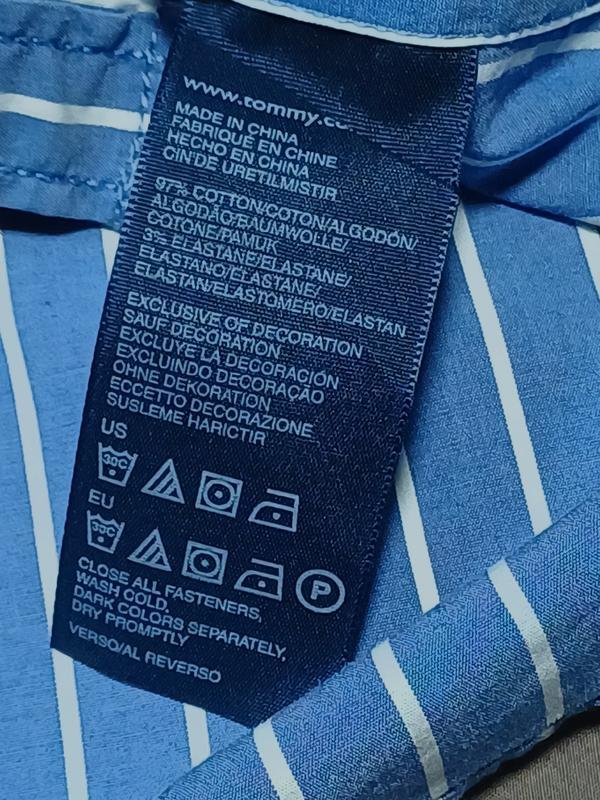 www.tommy.c
MADE IN CHINA
FABRIQUÉ EN CHINE
HECHO EN CHINA
CIN'DE URETILMISTIR
97% COTTON/COTON/ALGODÓN/
ALGODÃO/BAUMWOLLE/
COTONE/PAMUK
3% ELASTANE/ELASTANE/
ELASTANO/ELASTANE/
ELASTAN/ELASTOMERO/ELASTAN
EXCLUSIVE OF DECORATION
SAUF DÉCORATION
EXCLUYE LA DECORACIÓN
EXCLUINDO DECORAÇÃO
OHNE DEKORATION
ECCETTO DECORAZIONE
SUSLEME HARICTIR
US
30C
EU
30C
P
CLOSE ALL FASTENERS,
WASH COLD,
DARK COLORS SEPARATELY,
DRY PROMPTLY
VERSO/AL REVERSO